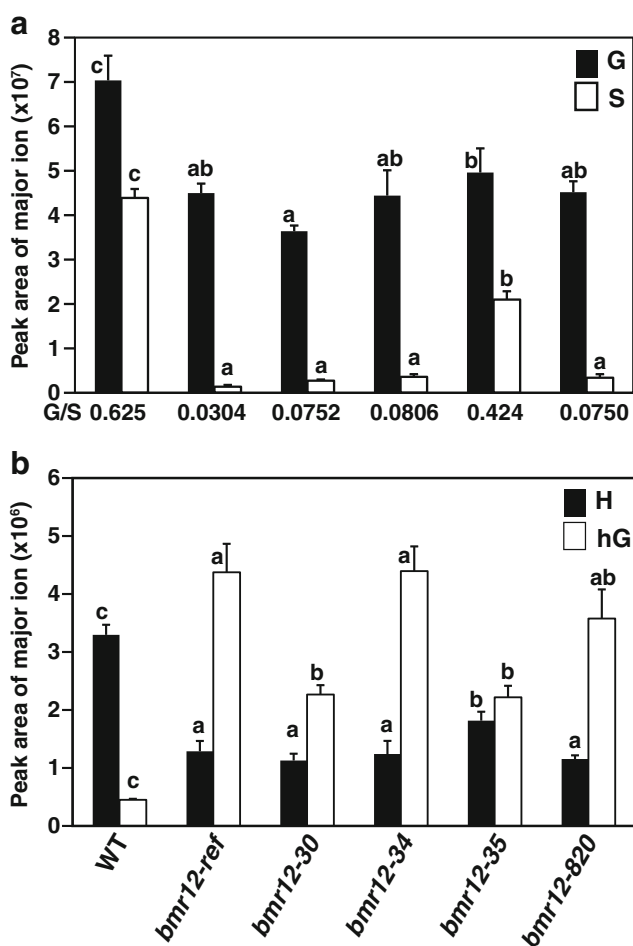 a
Peak area of major ion (x10⁷)
8
7
6
5
4
3
2
1
0
G
S
c
c
ab
a
a
a
ab
a
b
b
ab
a
G/S 0.625 0.0304 0.0752 0.0806 0.424 0.0750
b
Peak area of major ion (x10⁶)
6
5
4
3
2
1
0
H
hG
c
c
a
a
a
b
a
a
b
b
a
ab
WT
bmr12-ref
bmr12-30
bmr12-34
bmr12-35
bmr12-820